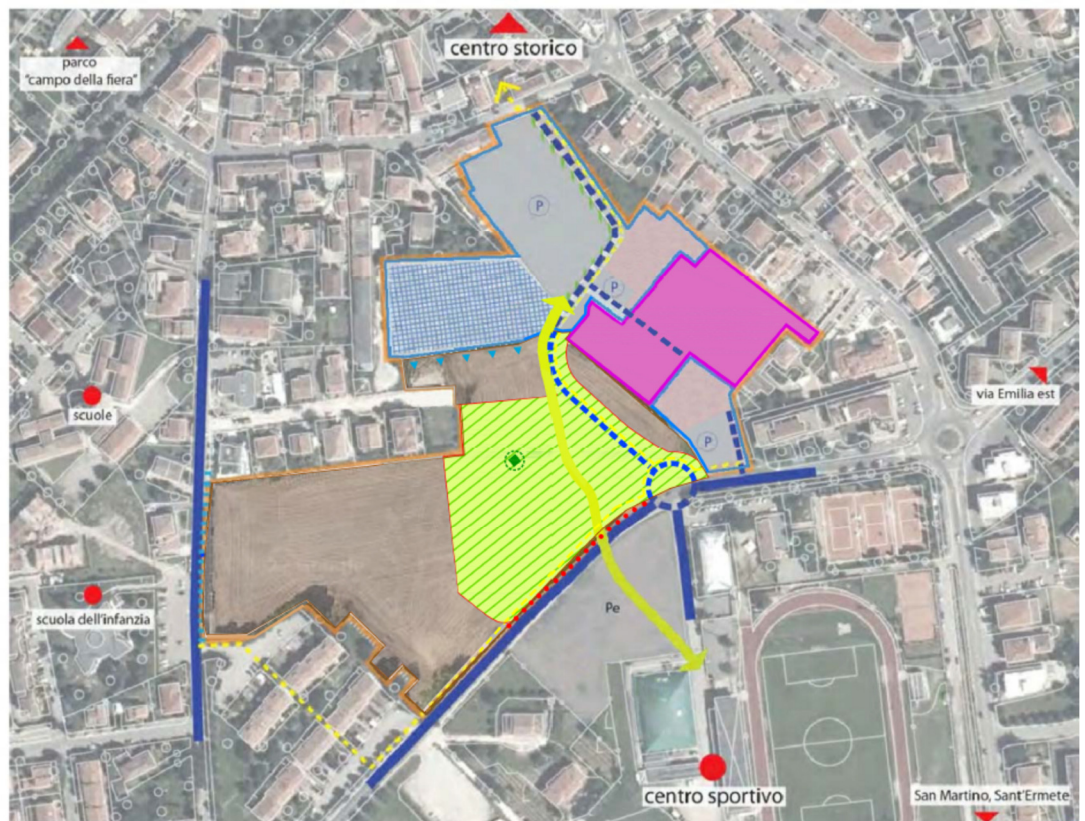 centro storico
parco
"campo della fiera"
P
P
via Emilia est
scuole
P
Pe
scuola dell'infanzia
centro sportivo
San Martino, Sant'Ermete